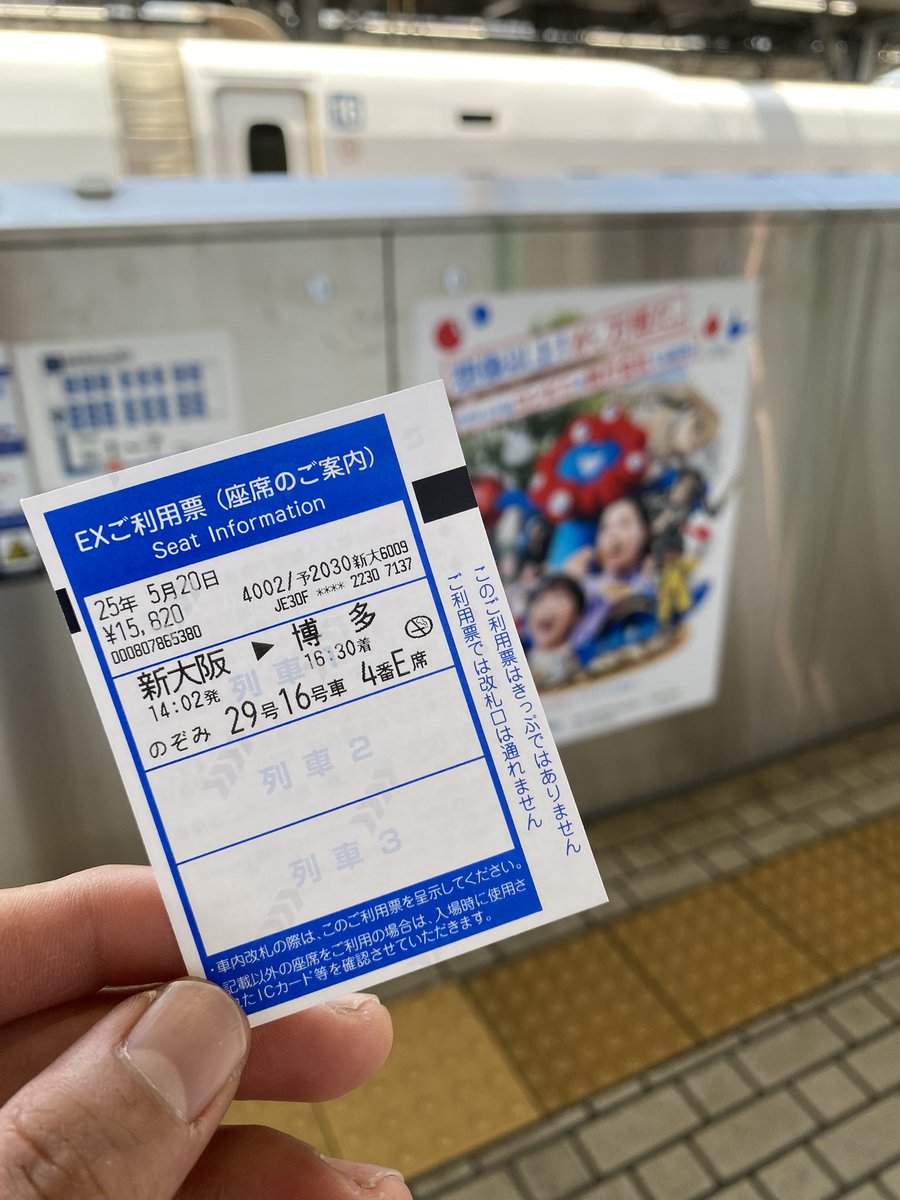 16
EXご利用票（座席のご案内）
Seat Information
25年 5月20日
¥15,820
000807865380
4002/予2030新大6009
JE30F **** 2230 7137
新大阪 ▶ 博多
14:02発 16:30着
のぞみ 29号16号車 4番E席
列車2
列車3
・車内改札の際は、このご利用票を呈示してください。
記載以外の座席をご利用の場合は、入場時に使用さ
れたICカード等を確認させていただきます。
このご利用票はきっぷではありません
ご利用票では改札口は通れません